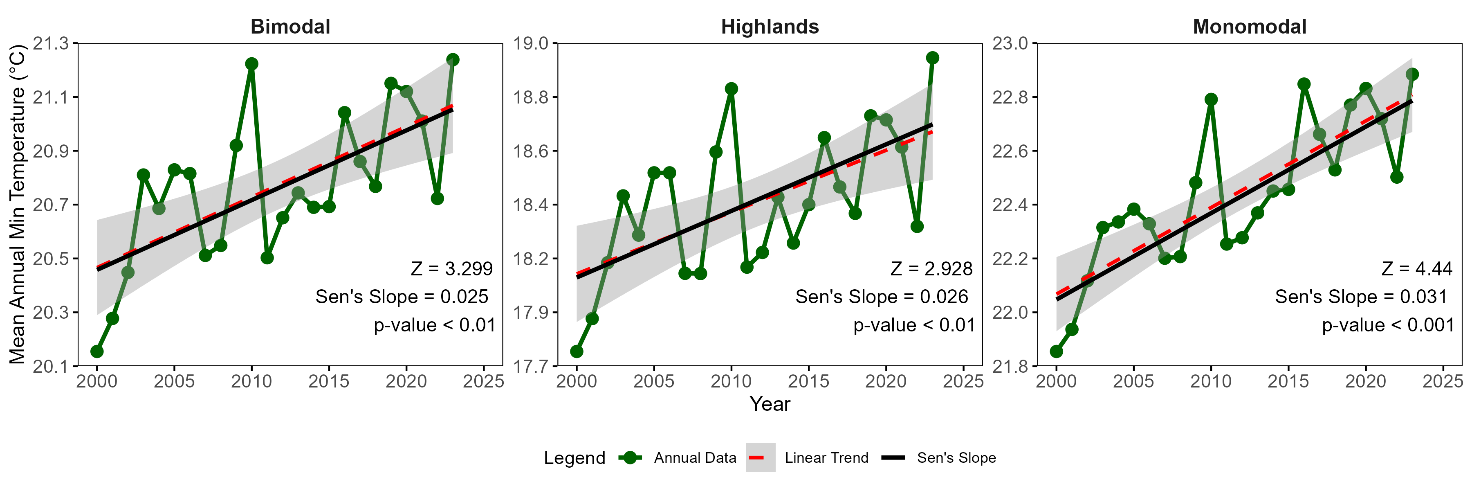 Bimodal
Highlands
Monomodal
Mean Annual Min Temperature (°C)
21.3
21.1
20.9
20.7
20.5
20.3
20.1
Z = 3.299
Sen's Slope = 0.025
p-value < 0.01
2000 2005 2010 2015 2020 2025
19.0
18.8
18.6
18.4
18.2
17.9
17.7
Z = 2.928
Sen's Slope = 0.026
p-value < 0.01
2000 2005 2010 2015 2020 2025
23.0
22.8
22.6
22.4
22.2
22.0
21.8
Z = 4.44
Sen's Slope = 0.031
p-value < 0.001
2000 2005 2010 2015 2020 2025
Year
Legend Annual Data Linear Trend Sen's Slope